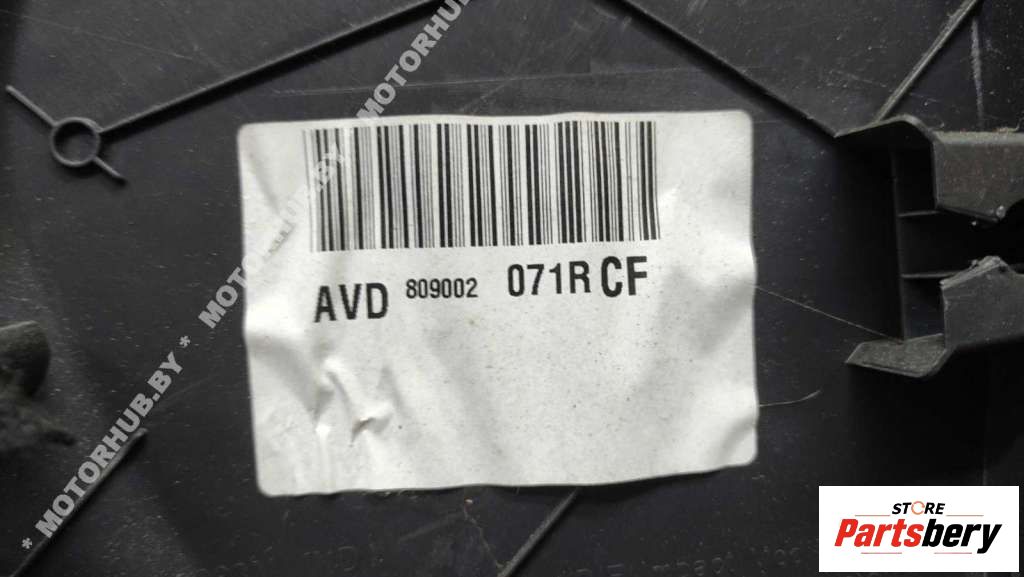 AVD 809002 071R CF
* MOTORHUB.BY * MOTORHUB.BY * MOTORHUB.BY * MOTORHUB.BY
STORE
Partsbery